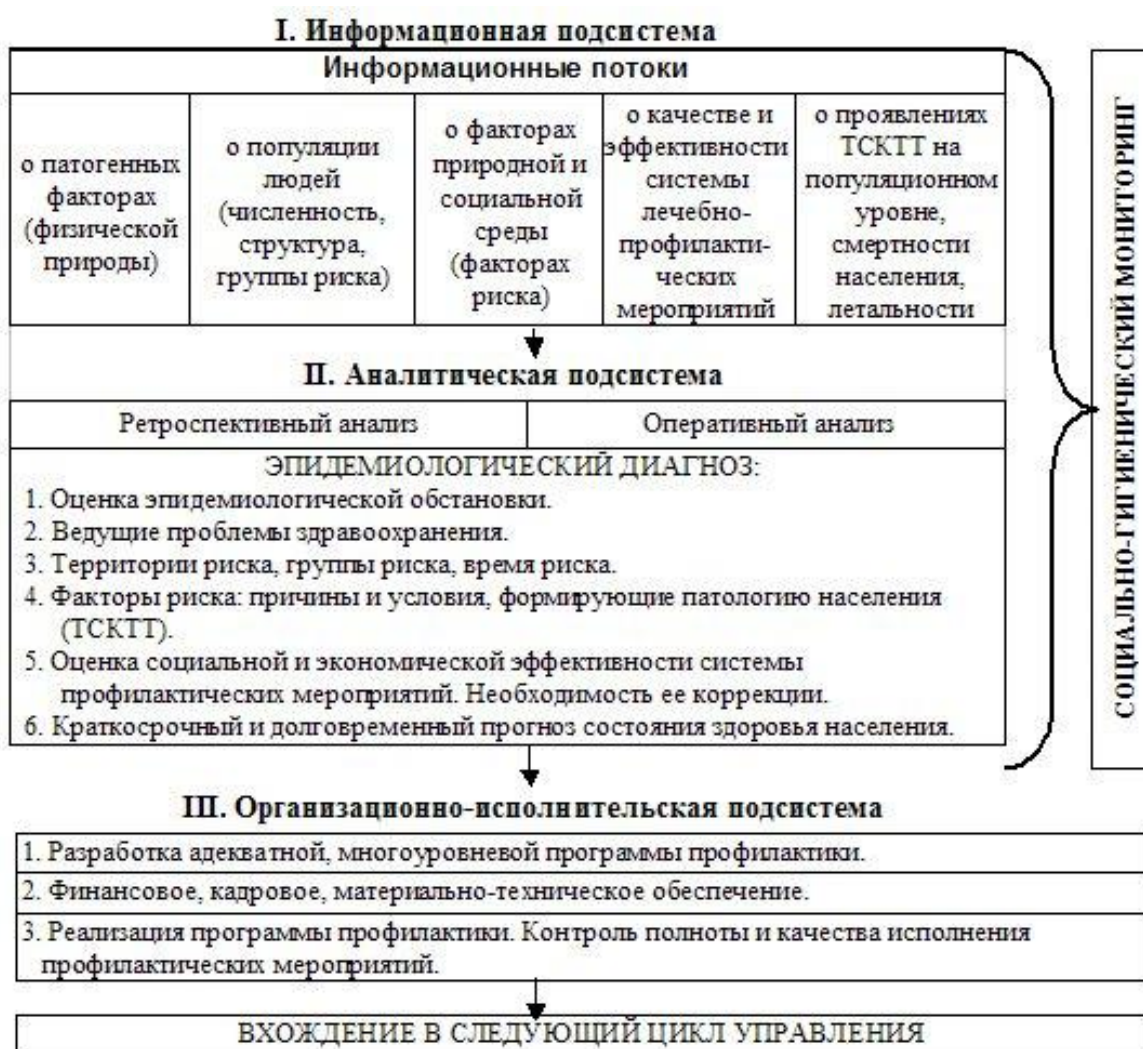 I. Информационная подсистема
Информационные потоки
о патогенных
факторах
(физической
природы)
о популяции
людей
(численность,
структура,
группы риска)
о факторах
природной и
социальной
среды
(факторах
риска)
о качестве и
эффективности
системы
лечебно-
профилакти-
ческих
мероприятий
о проявлениях
ТСКТТ на
популяционном
уровне,
смертности
населения,
летальности
II. Аналитическая подсистема
Ретроспективный анализ
Оперативный анализ
ЭПИДЕМИОЛОГИЧЕСКИЙ ДИАГНОЗ:
1. Оценка эпидемиологической обстановки.
2. Ведущие проблемы здравоохранения.
3. Территории риска, группы риска, время риска.
4. Факторы риска: причины и условия, формирующие патологию населения
(ТСКТТ).
5. Оценка социальной и экономической эффективности системы
профилактических мероприятий. Необходимость ее коррекции.
6. Краткосрочный и долговременный прогноз состояния здоровья населения.
СОЦИАЛЬНО-ГИГИЕНИЧЕСКИЙ МОНИТОРИНГ
III. Организационно-исполнительская подсистема
1. Разработка адекватной, многоуровневой программы профилактики.
2. Финансовое, кадровое, материально-техническое обеспечение.
3. Реализация программы профилактики. Контроль полноты и качества исполнения
профилактических мероприятий.
ВХОЖДЕНИЕ В СЛЕДУЮЩИЙ ЦИКЛ УПРАВЛЕНИЯ